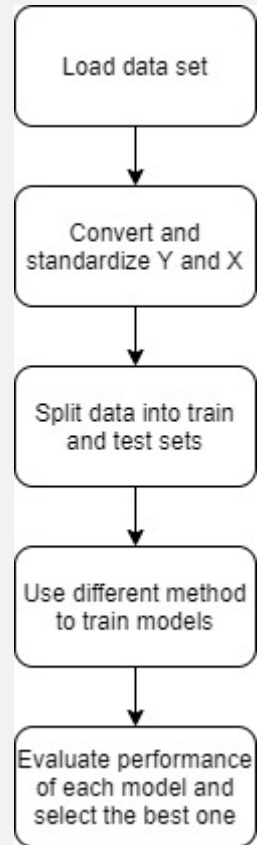 Load data set
Convert and
standardize Y and X
Split data into train
and test sets
Use different method
to train models
Evaluate performance
of each model and
select the best one